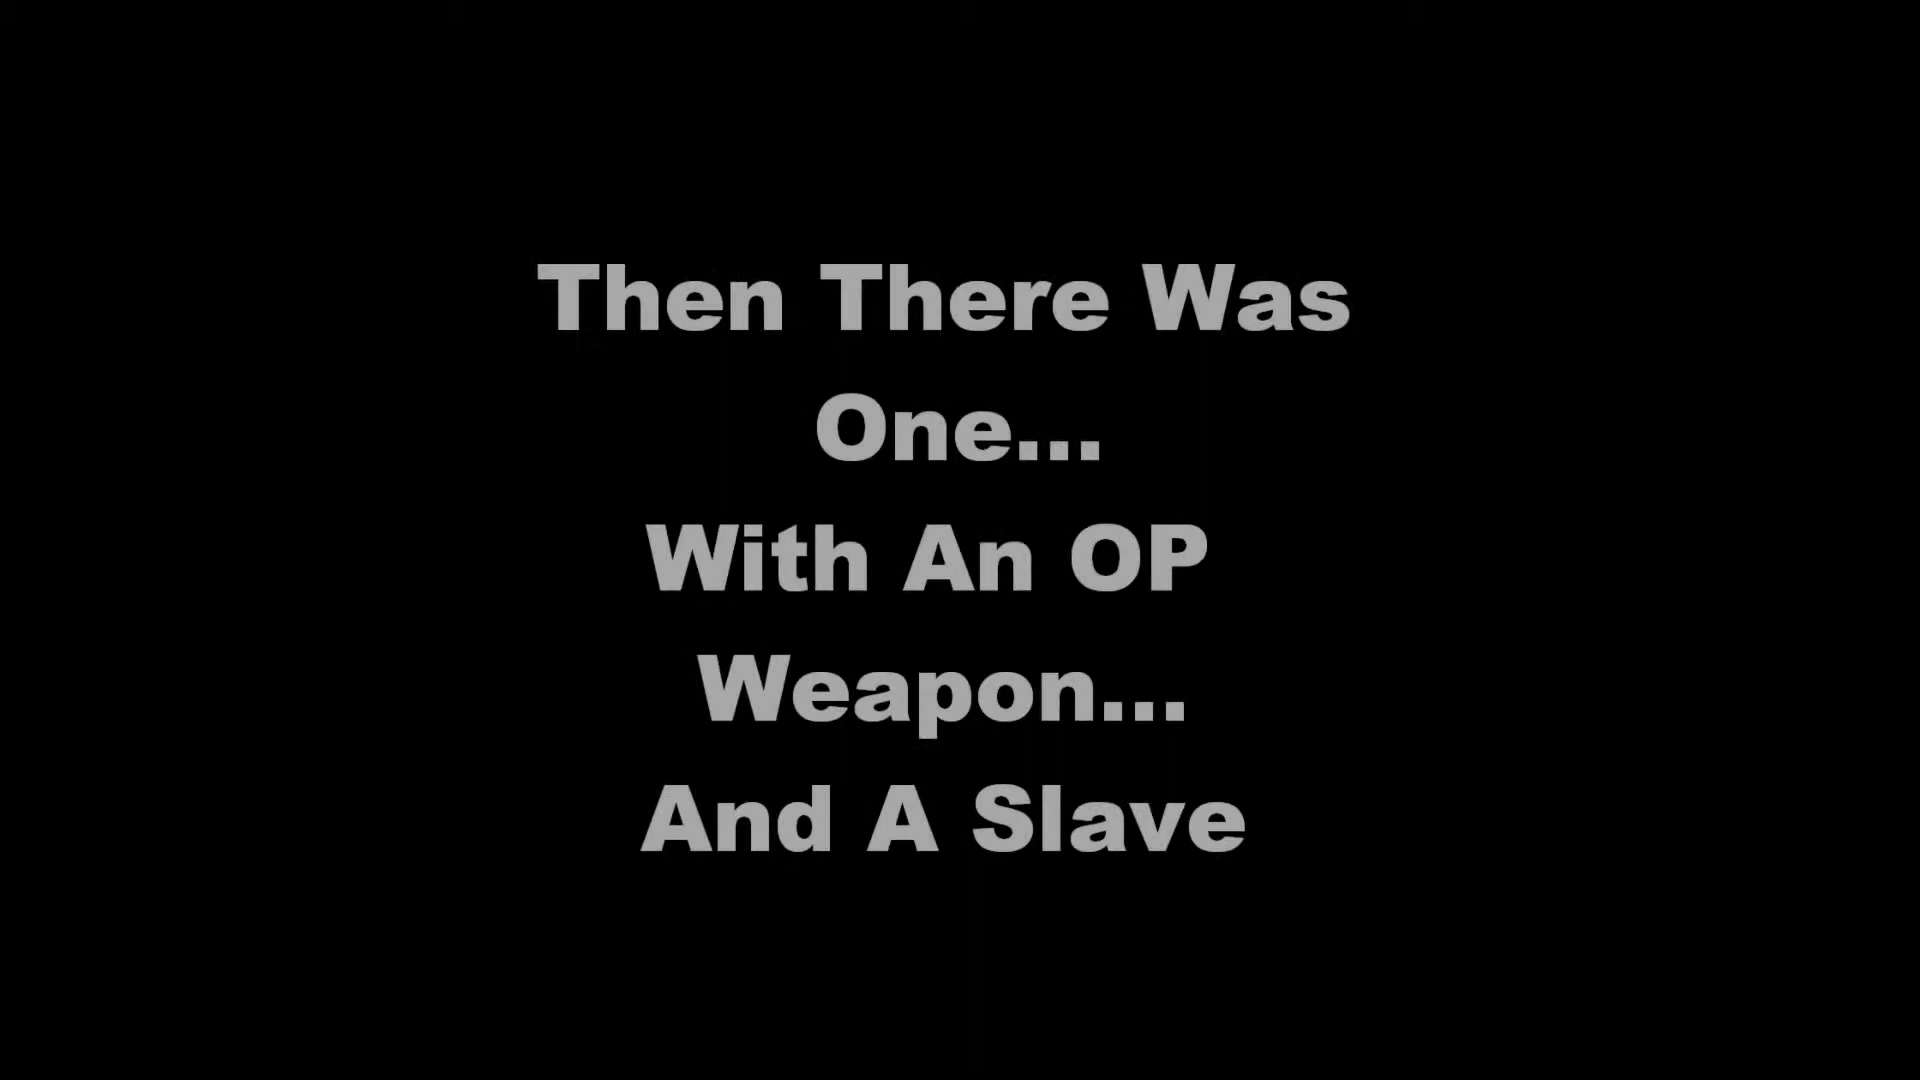 Then There Was
One...
With An OP
Weapon...
And A Slave